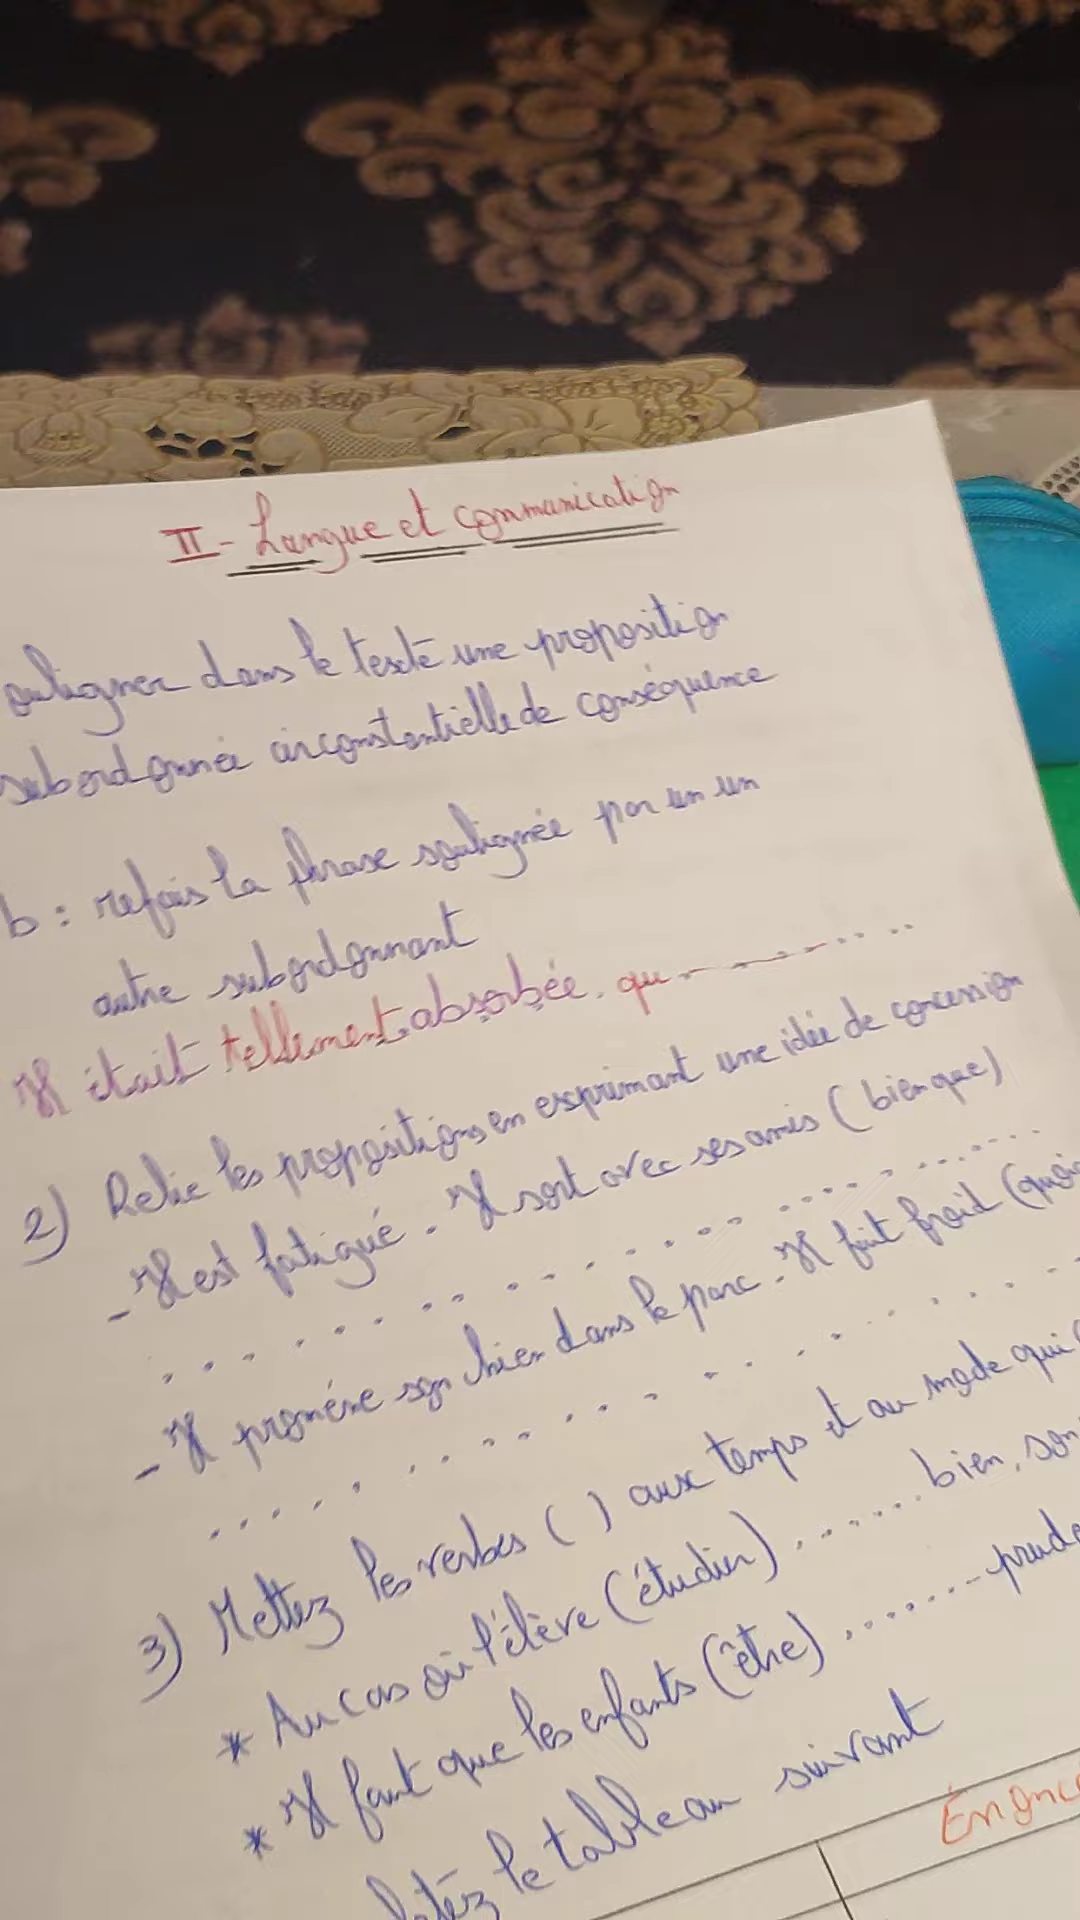 II- Langue et communication
ouligner dans le texte une proposition
subordonnée circonstantielle de conséquence
b : refais la phrase soulignée par un un
autre subordonnant
Il était tellement absorbée. qu..........
2) Relie les propositions en exprimant une idée de concession
- Il est fatigué. Il sort avec ses amis (bien que)
- Il promène son chien dans le parc. Il fait froid (quoi
3) Mettez les verbes ( ) aux temps et au mode qui
* Au cas où l'élève (étudier)........bien, son
* Il faut que les enfants (être)........prude
le tableau suivant
Énonc